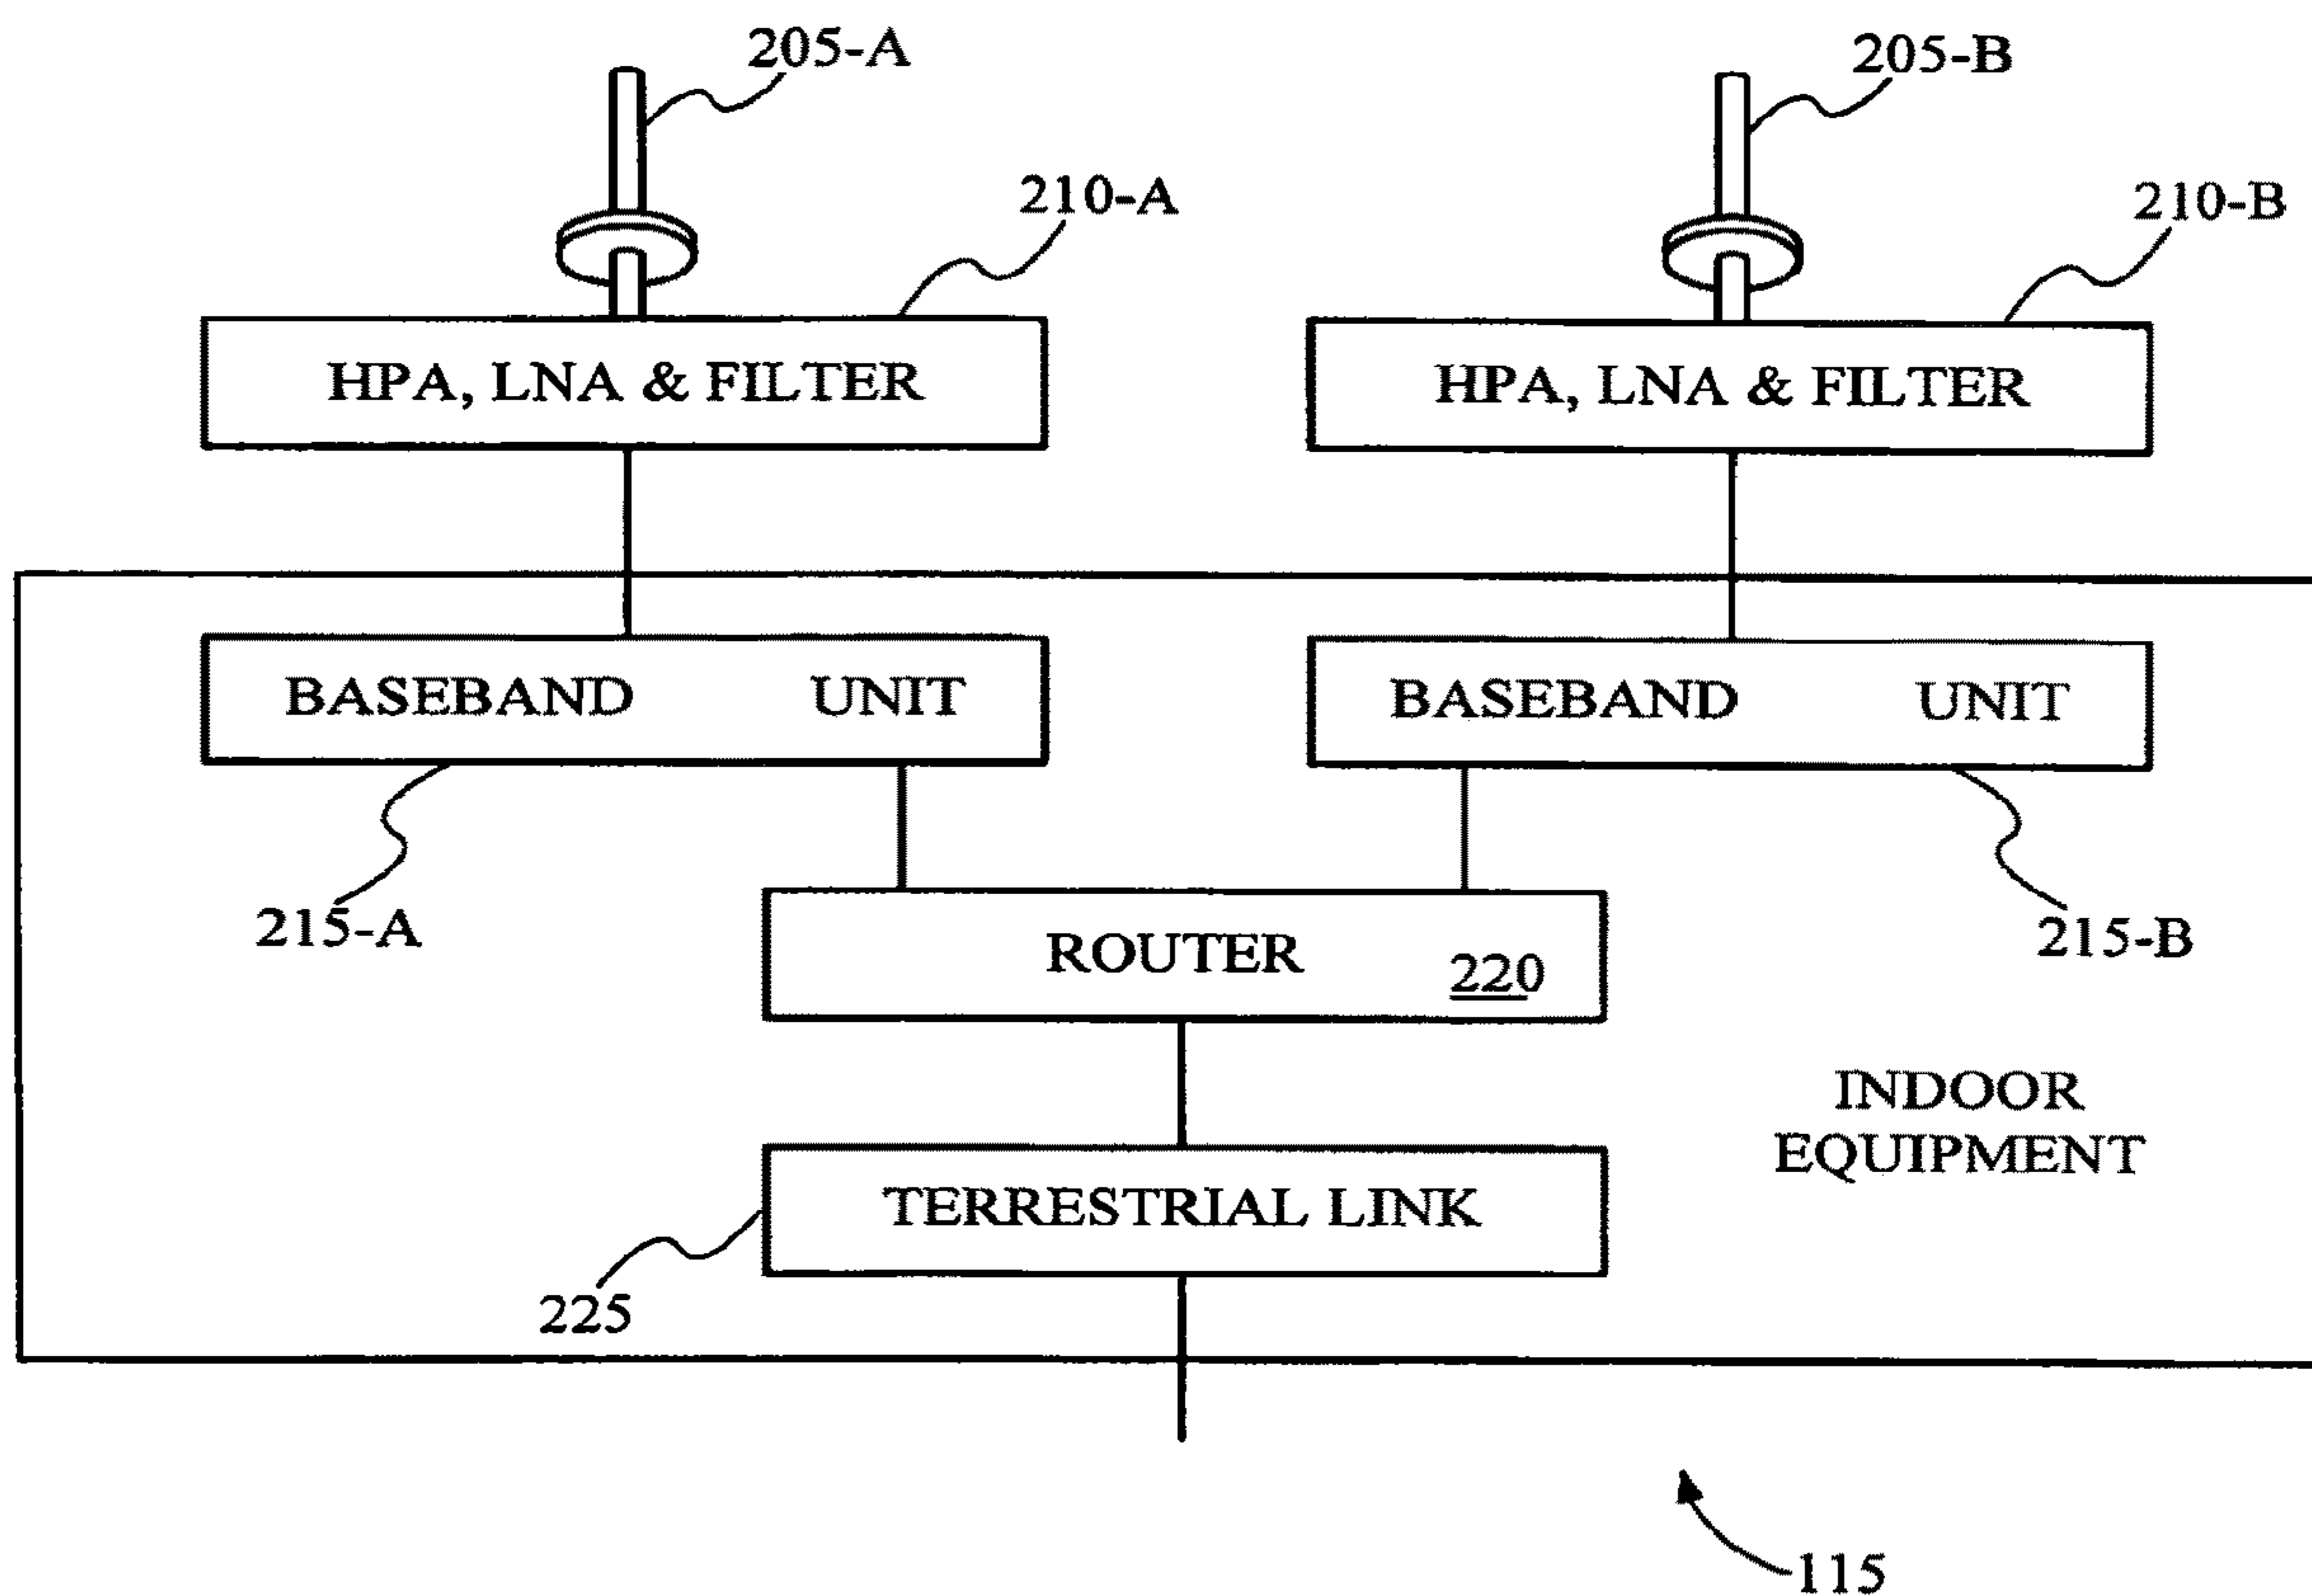 205-A
205-B
210-A
210-B
HPA, LNA & FILTER
HPA, LNA & FILTER
BASEBAND UNIT
BASEBAND UNIT
215-A
215-B
ROUTER 220
INDOOR
EQUIPMENT
TERRESTRIAL LINK
225
115